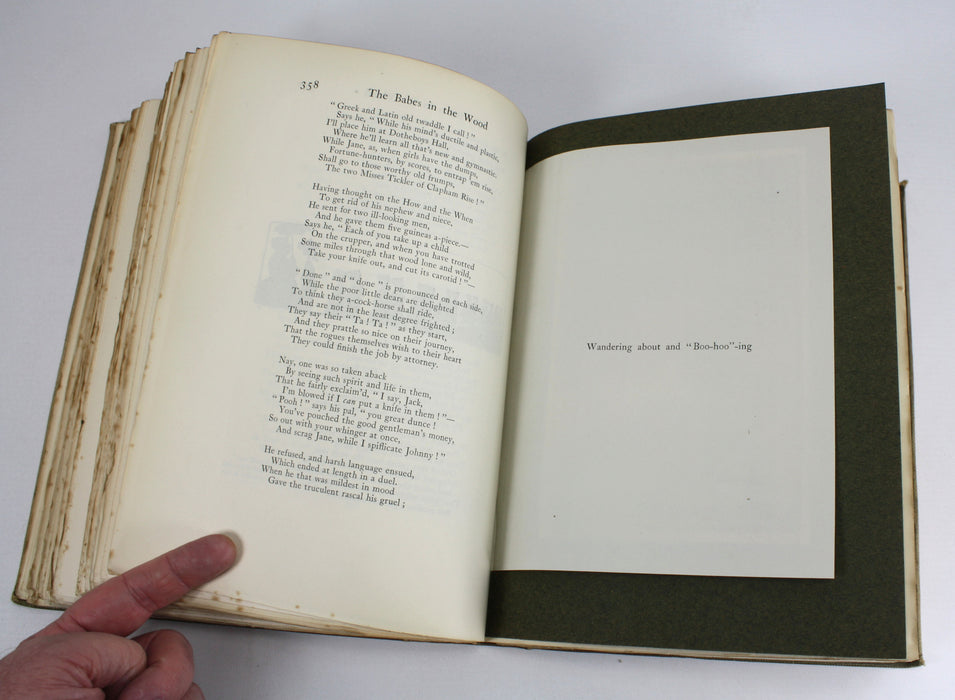 358
The Babes in the Wood
“ Greek and Latin old twaddle I call ! ”
Says he, “ While his mind's ductile and plastic,
I'll place him at Dotheboys Hall,
Where he'll learn all that's new and gymnastic.
While Jane, as, when girls have the dumps,
Fortune-hunters, by scores, to entrap 'em rise,
Shall go to those worthy old frumps,
The two Misses Tickler of Clapham Rise ! ”
Having thought on the How and the When
To get rid of his nephew and niece,
He sent for two ill-looking men,
And he gave them five guineas a-piece.—
Says he, “ Each of you take up a child
On the crupper, and when you have trotted
Some miles through that wood lone and wild,
Take your knife out, and cut its carotid ! ”—
“ Done ” and “ done ” is pronounced on each side,
While the poor little dears are delighted
To think they a-cock-horse shall ride,
And are not in the least degree frighted ;
They say their “ Ta ! Ta ! ” as they start,
And they prattle so nice on their journey,
That the rogues themselves wish to their heart
They could finish the job by attorney.
Nay, one was so taken aback
By seeing such spirit and life in them,
That he fairly exclaim'd, “ I say, Jack,
I'm blowed if I can put a knife in them ! ”—
“ Pooh ! ” says his pal, “ you great dunce !
You've pouched the good gentleman's money,
So out with your whinger at once,
And scrag Jane, while I spiflicate Johnny ! ”
He refused, and harsh language ensued,
Which ended at length in a duel.
When he that was mildest in mood
Gave the truculent rascal his gruel ;
Wandering about and “Boo-hoo”-ing